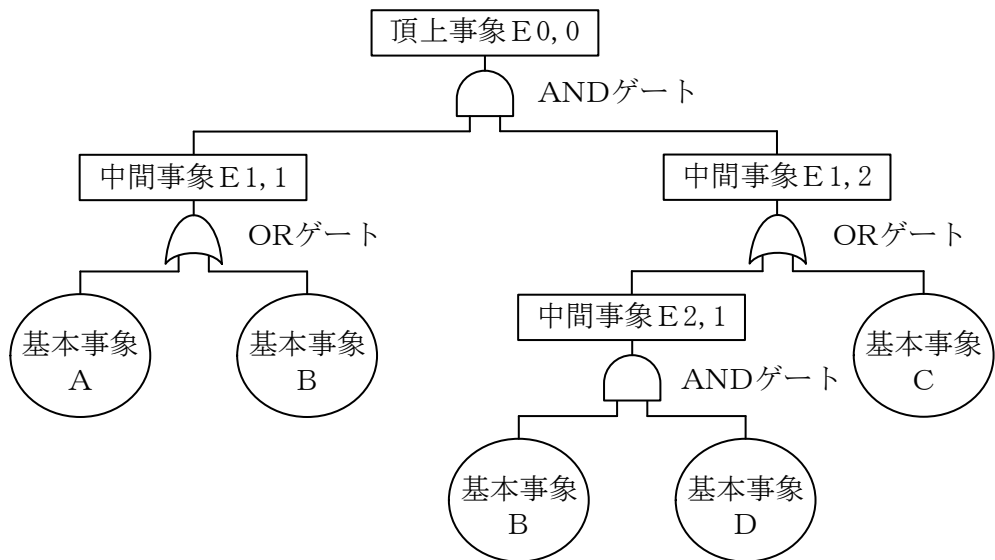 頂上事象E0,0
ANDゲート
中間事象E1,1
中間事象E1,2
ORゲート
ORゲート
基本事象
A
基本事象
B
中間事象E2,1
基本事象
C
ANDゲート
基本事象
B
基本事象
D